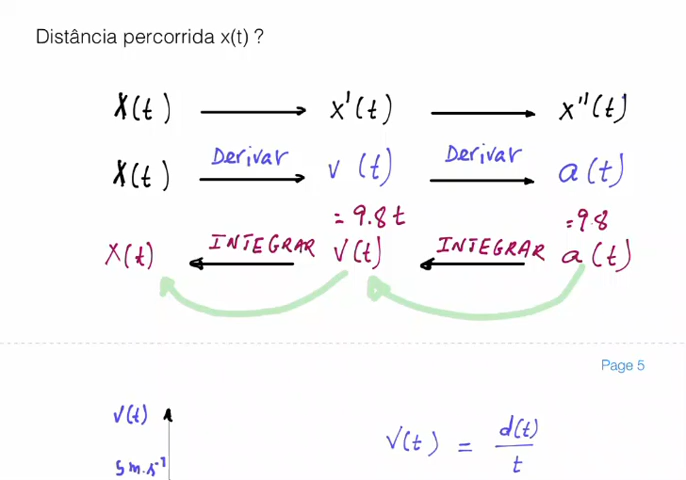 Distância percorrida x(t) ?
X(t) x'(t) x''(t)
X(t) Derivar v (t) Derivar a(t)
= 9.8 t =9.8
X(t) INTEGRAR V(t) INTEGRAR a(t)
Page 5
V(t) V(t) = d(t)/t
5 m.s⁻¹